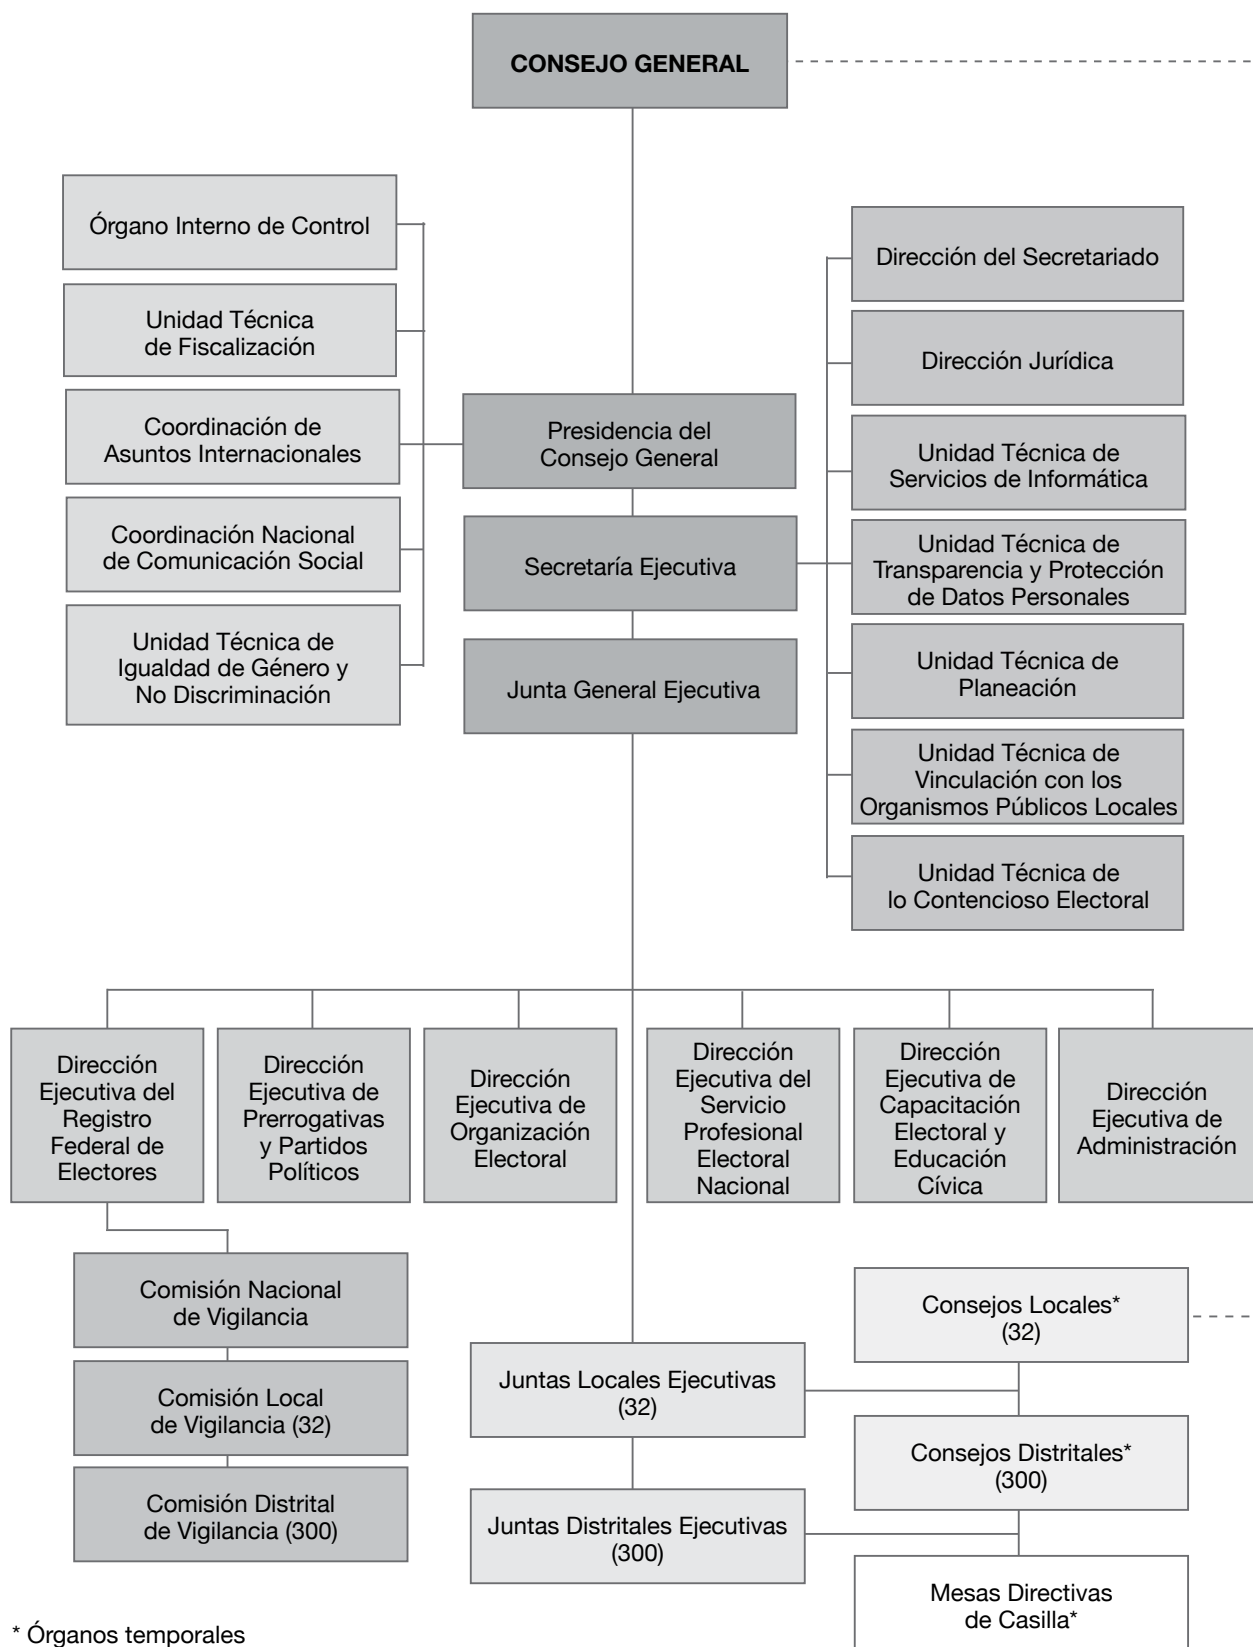 CONSEJO GENERAL
Órgano Interno de Control
Unidad Técnica
de Fiscalización
Coordinación de
Asuntos Internacionales
Coordinación Nacional
de Comunicación Social
Unidad Técnica de
Igualdad de Género y
No Discriminación
Presidencia del
Consejo General
Secretaría Ejecutiva
Junta General Ejecutiva
Dirección del Secretariado
Dirección Jurídica
Unidad Técnica de
Servicios de Informática
Unidad Técnica de
Transparencia y Protección
de Datos Personales
Unidad Técnica de
Planeación
Unidad Técnica de
Vinculación con los
Organismos Públicos Locales
Unidad Técnica de
lo Contencioso Electoral
Dirección
Ejecutiva del
Registro
Federal de
Electores
Dirección
Ejecutiva de
Prerrogativas
y Partidos
Políticos
Dirección
Ejecutiva de
Organización
Electoral
Dirección
Ejecutiva del
Servicio
Profesional
Electoral
Nacional
Dirección
Ejecutiva de
Capacitación
Electoral y
Educación
Cívica
Dirección
Ejecutiva de
Administración
Comisión Nacional
de Vigilancia
Comisión Local
de Vigilancia (32)
Comisión Distrital
de Vigilancia (300)
Juntas Locales Ejecutivas
(32)
Juntas Distritales Ejecutivas
(300)
Consejos Locales*
(32)
Consejos Distritales*
(300)
Mesas Directivas
de Casilla*
* Órganos temporales